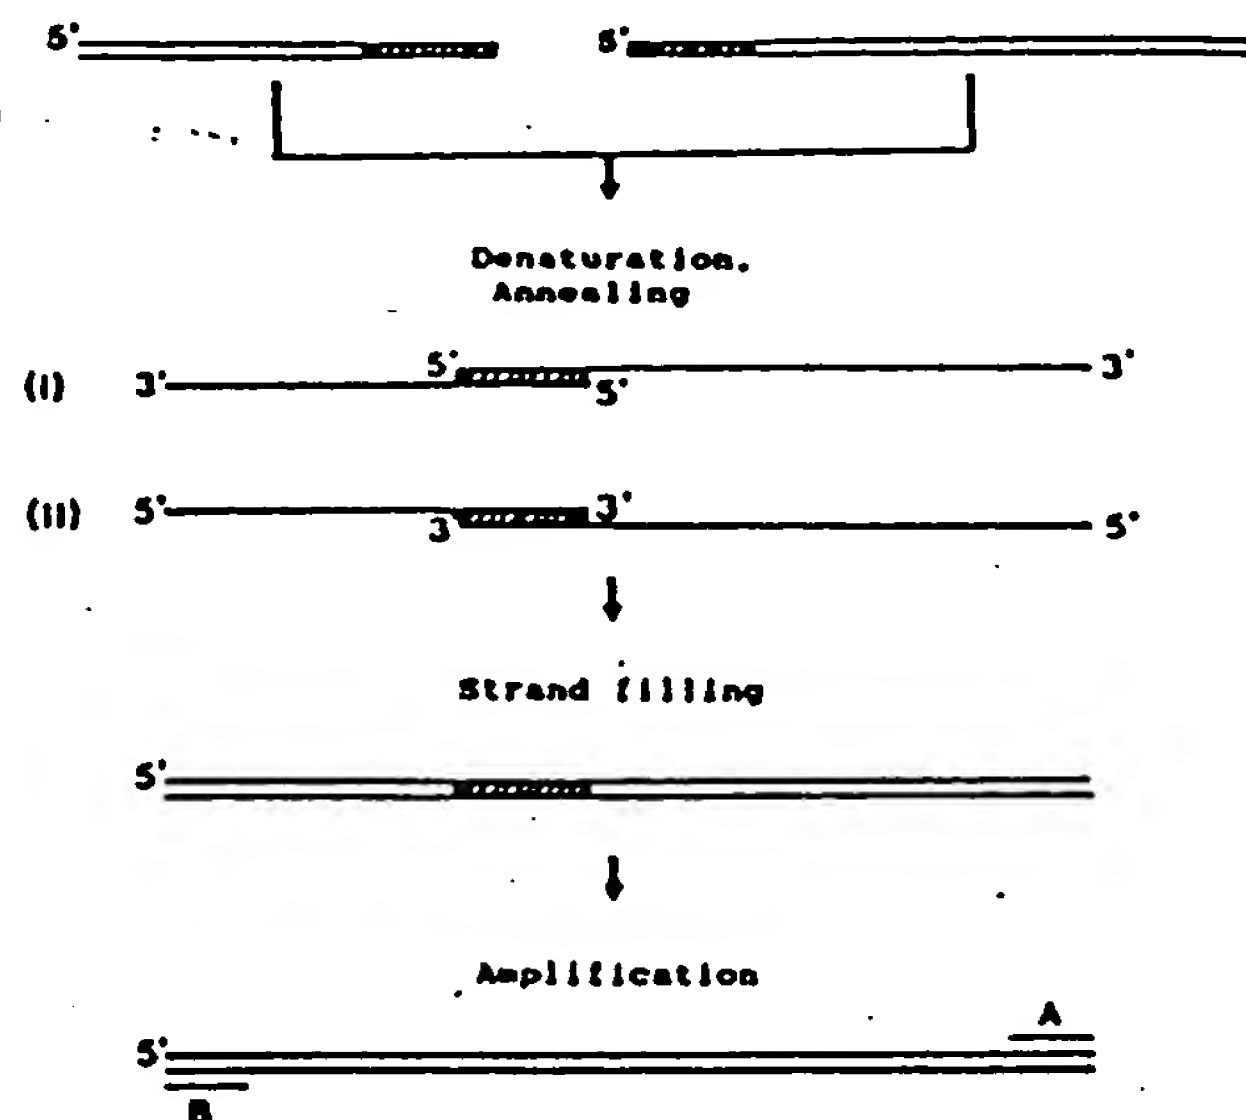 5' 5'
Denaturation.
Annealing
(i) 3' 5' 5' 3'
(ii) 5' 3 3' 5'
Strand filling
5'
Amplification
A
5'
B